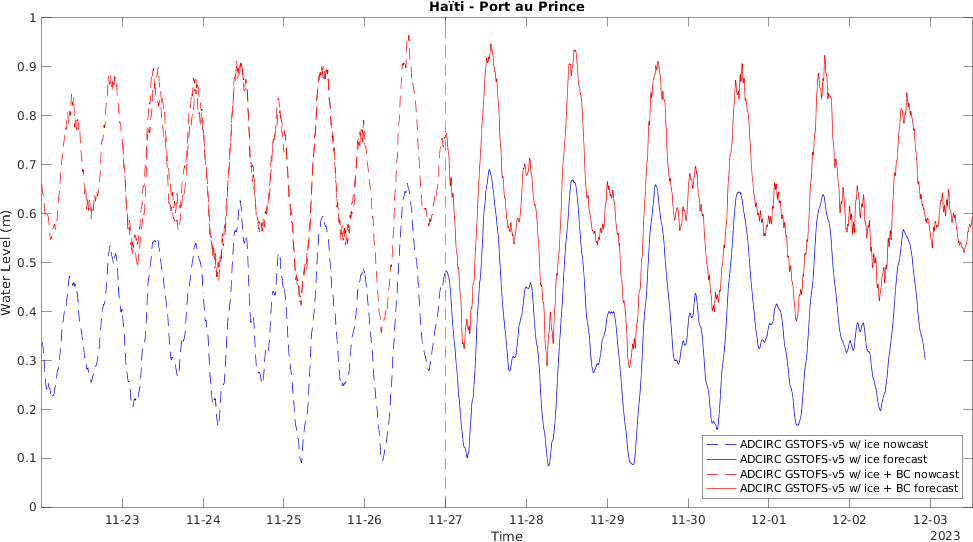 Haïti - Port au Prince
1
0.9
0.8
0.7
0.6
0.5
0.4
0.3
0.2
0.1
0
Water Level (m)
11-23 11-24 11-25 11-26 11-27 11-28 11-29 11-30 12-01 12-02 12-03
2023
Time
ADCIRC GSTOFS-v5 w/ ice nowcast
ADCIRC GSTOFS-v5 w/ ice forecast
ADCIRC GSTOFS-v5 w/ ice + BC nowcast
ADCIRC GSTOFS-v5 w/ ice + BC forecast